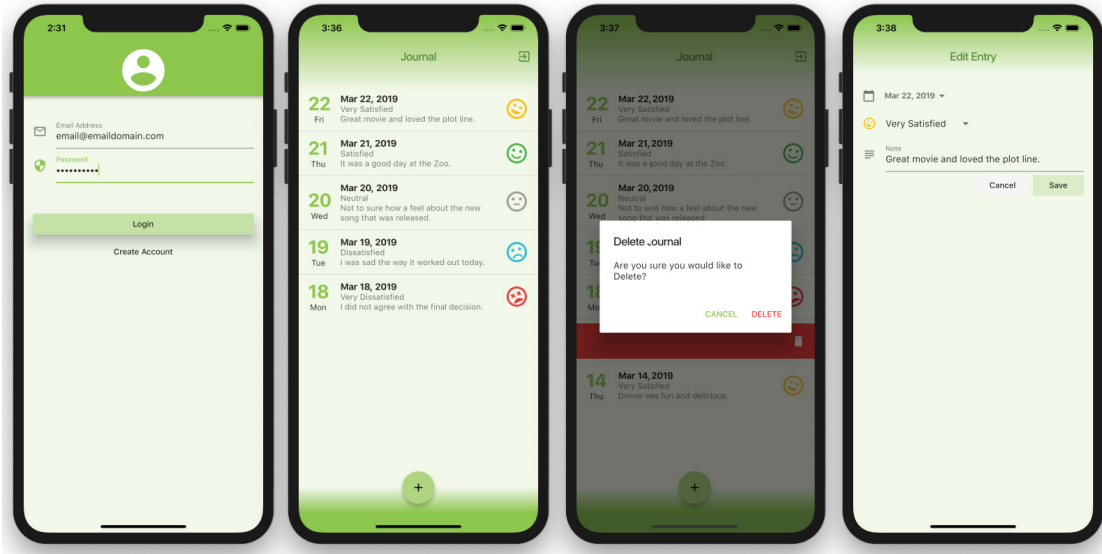 2:31
Email Address
email@emaildomain.com
Password
Login
Create Account
3:36
Journal
22
Fri
Mar 22, 2019
Very Satisfied
Great movie and loved the plot line.
21
Thu
Mar 21, 2019
Satisfied
It was a good day at the Zoo.
20
Wed
Mar 20, 2019
Neutral
Not to sure how a feel about the new
song that was released.
19
Tue
Mar 19, 2019
Dissatisfied
I was sad the way it worked out today.
18
Mon
Mar 18, 2019
Very Dissatisfied
I did not agree with the final decision.
+
3:37
Journal
22
Fri
Mar 22, 2019
Very Satisfied
Great movie and loved the plot line.
21
Thu
Mar 21, 2019
Satisfied
It was a good day at the Zoo.
20
Wed
Mar 20, 2019
Neutral
Not to sure how a feel about the new
song that was released.
Delete Journal
Are you sure you would like to
Delete?
CANCEL DELETE
14
Thu
Mar 14, 2019
Very Satisfied
Dinner was fun and delicious.
+
3:38
Edit Entry
Mar 22, 2019
Very Satisfied
Note
Great movie and loved the plot line.
Cancel Save